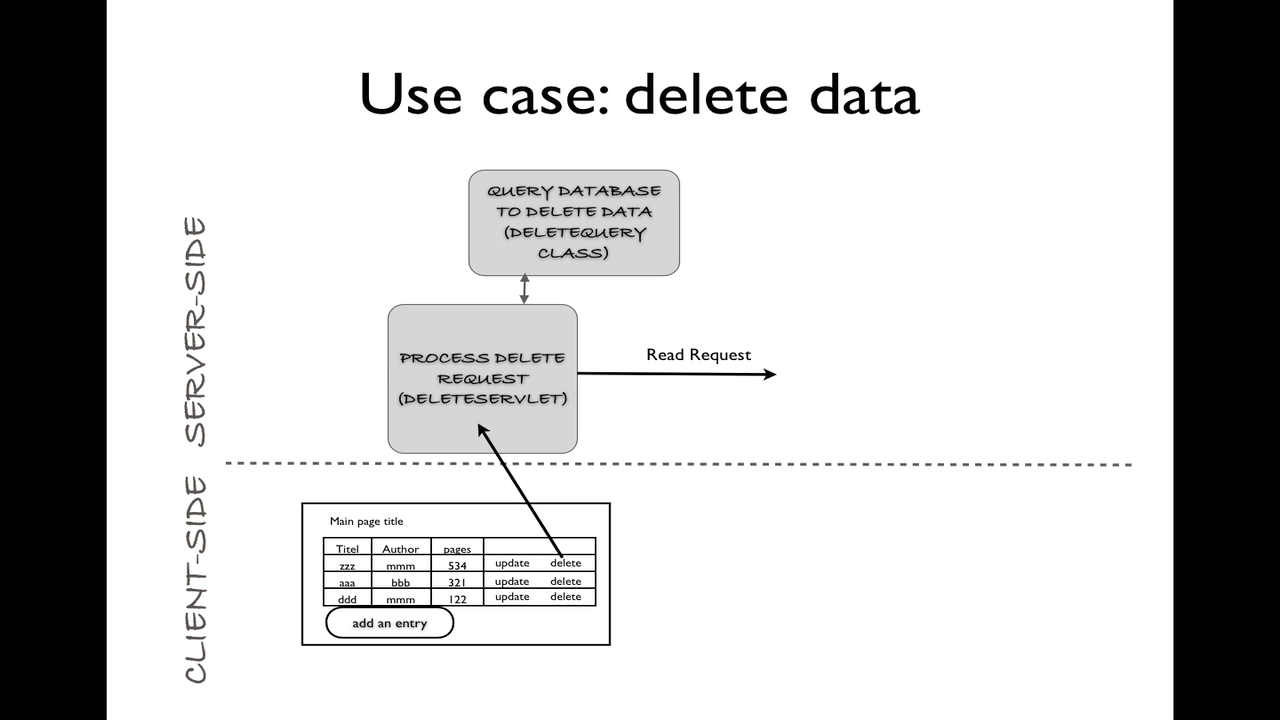 Use case: delete data
QUERY DATABASE
TO DELETE DATA
(DELETEQUERY
CLASS)
SERVER-SIDE
PROCESS DELETE
REQUEST
(DELETESERVLET)
Read Request
CLIENT-SIDE
Main page title
Titel Author pages
zzz mmm 534 update delete
aaa bbb 321 update delete
ddd mmm 122 update delete
add an entry